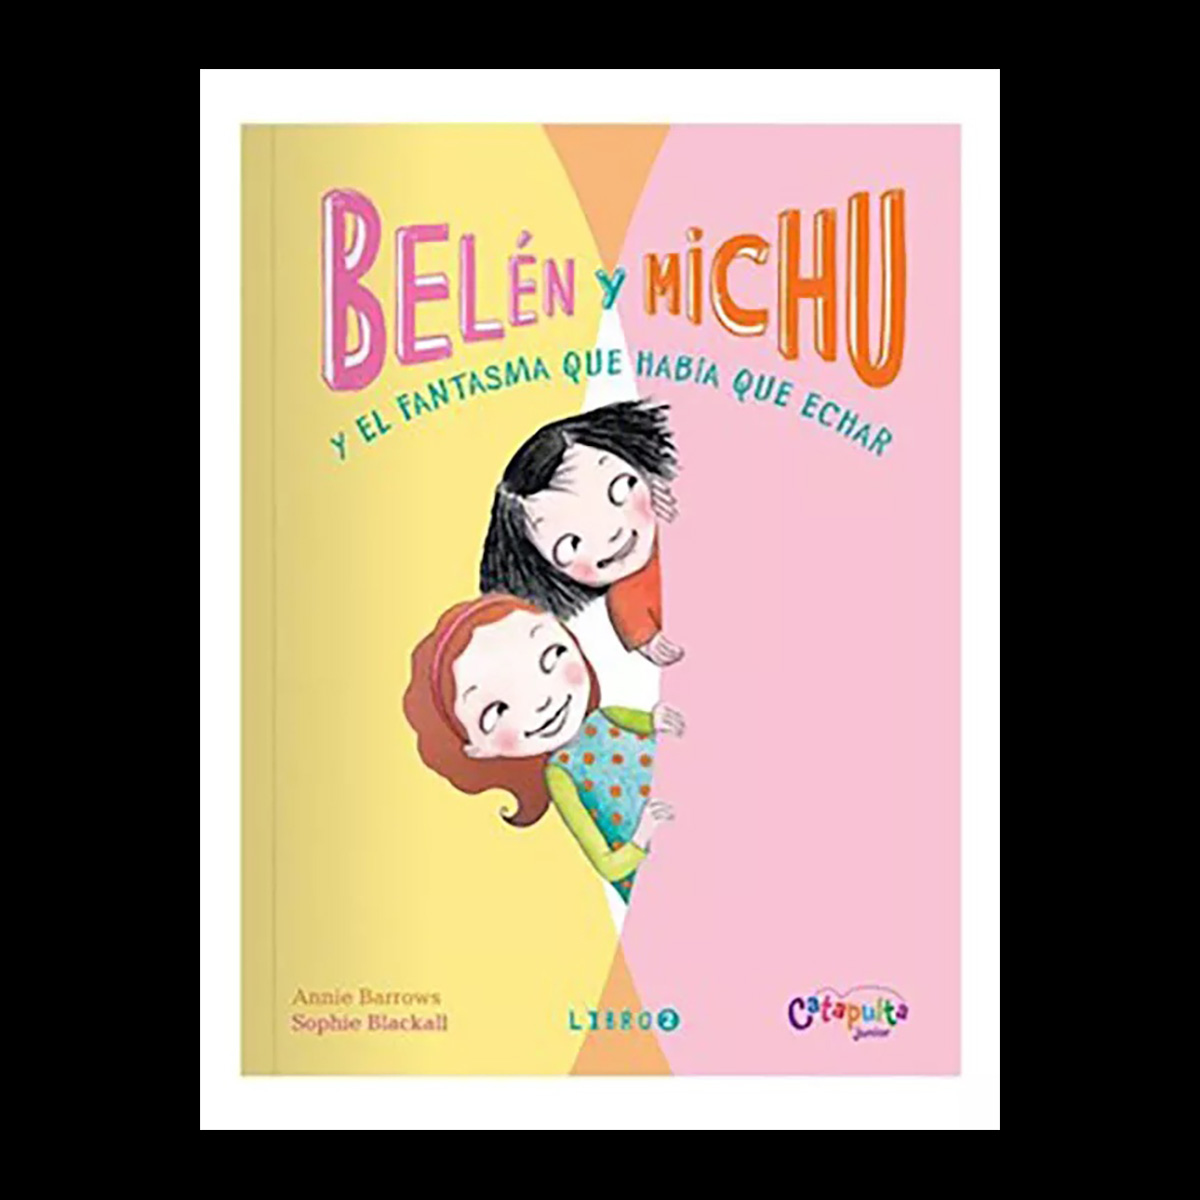 BELÉN Y MiCHU
Y EL FANTASMA QUE HABÍA QUE ECHAR
Annie Barrows
Sophie Blackall
LIBRO 2
Catapulta
Junior